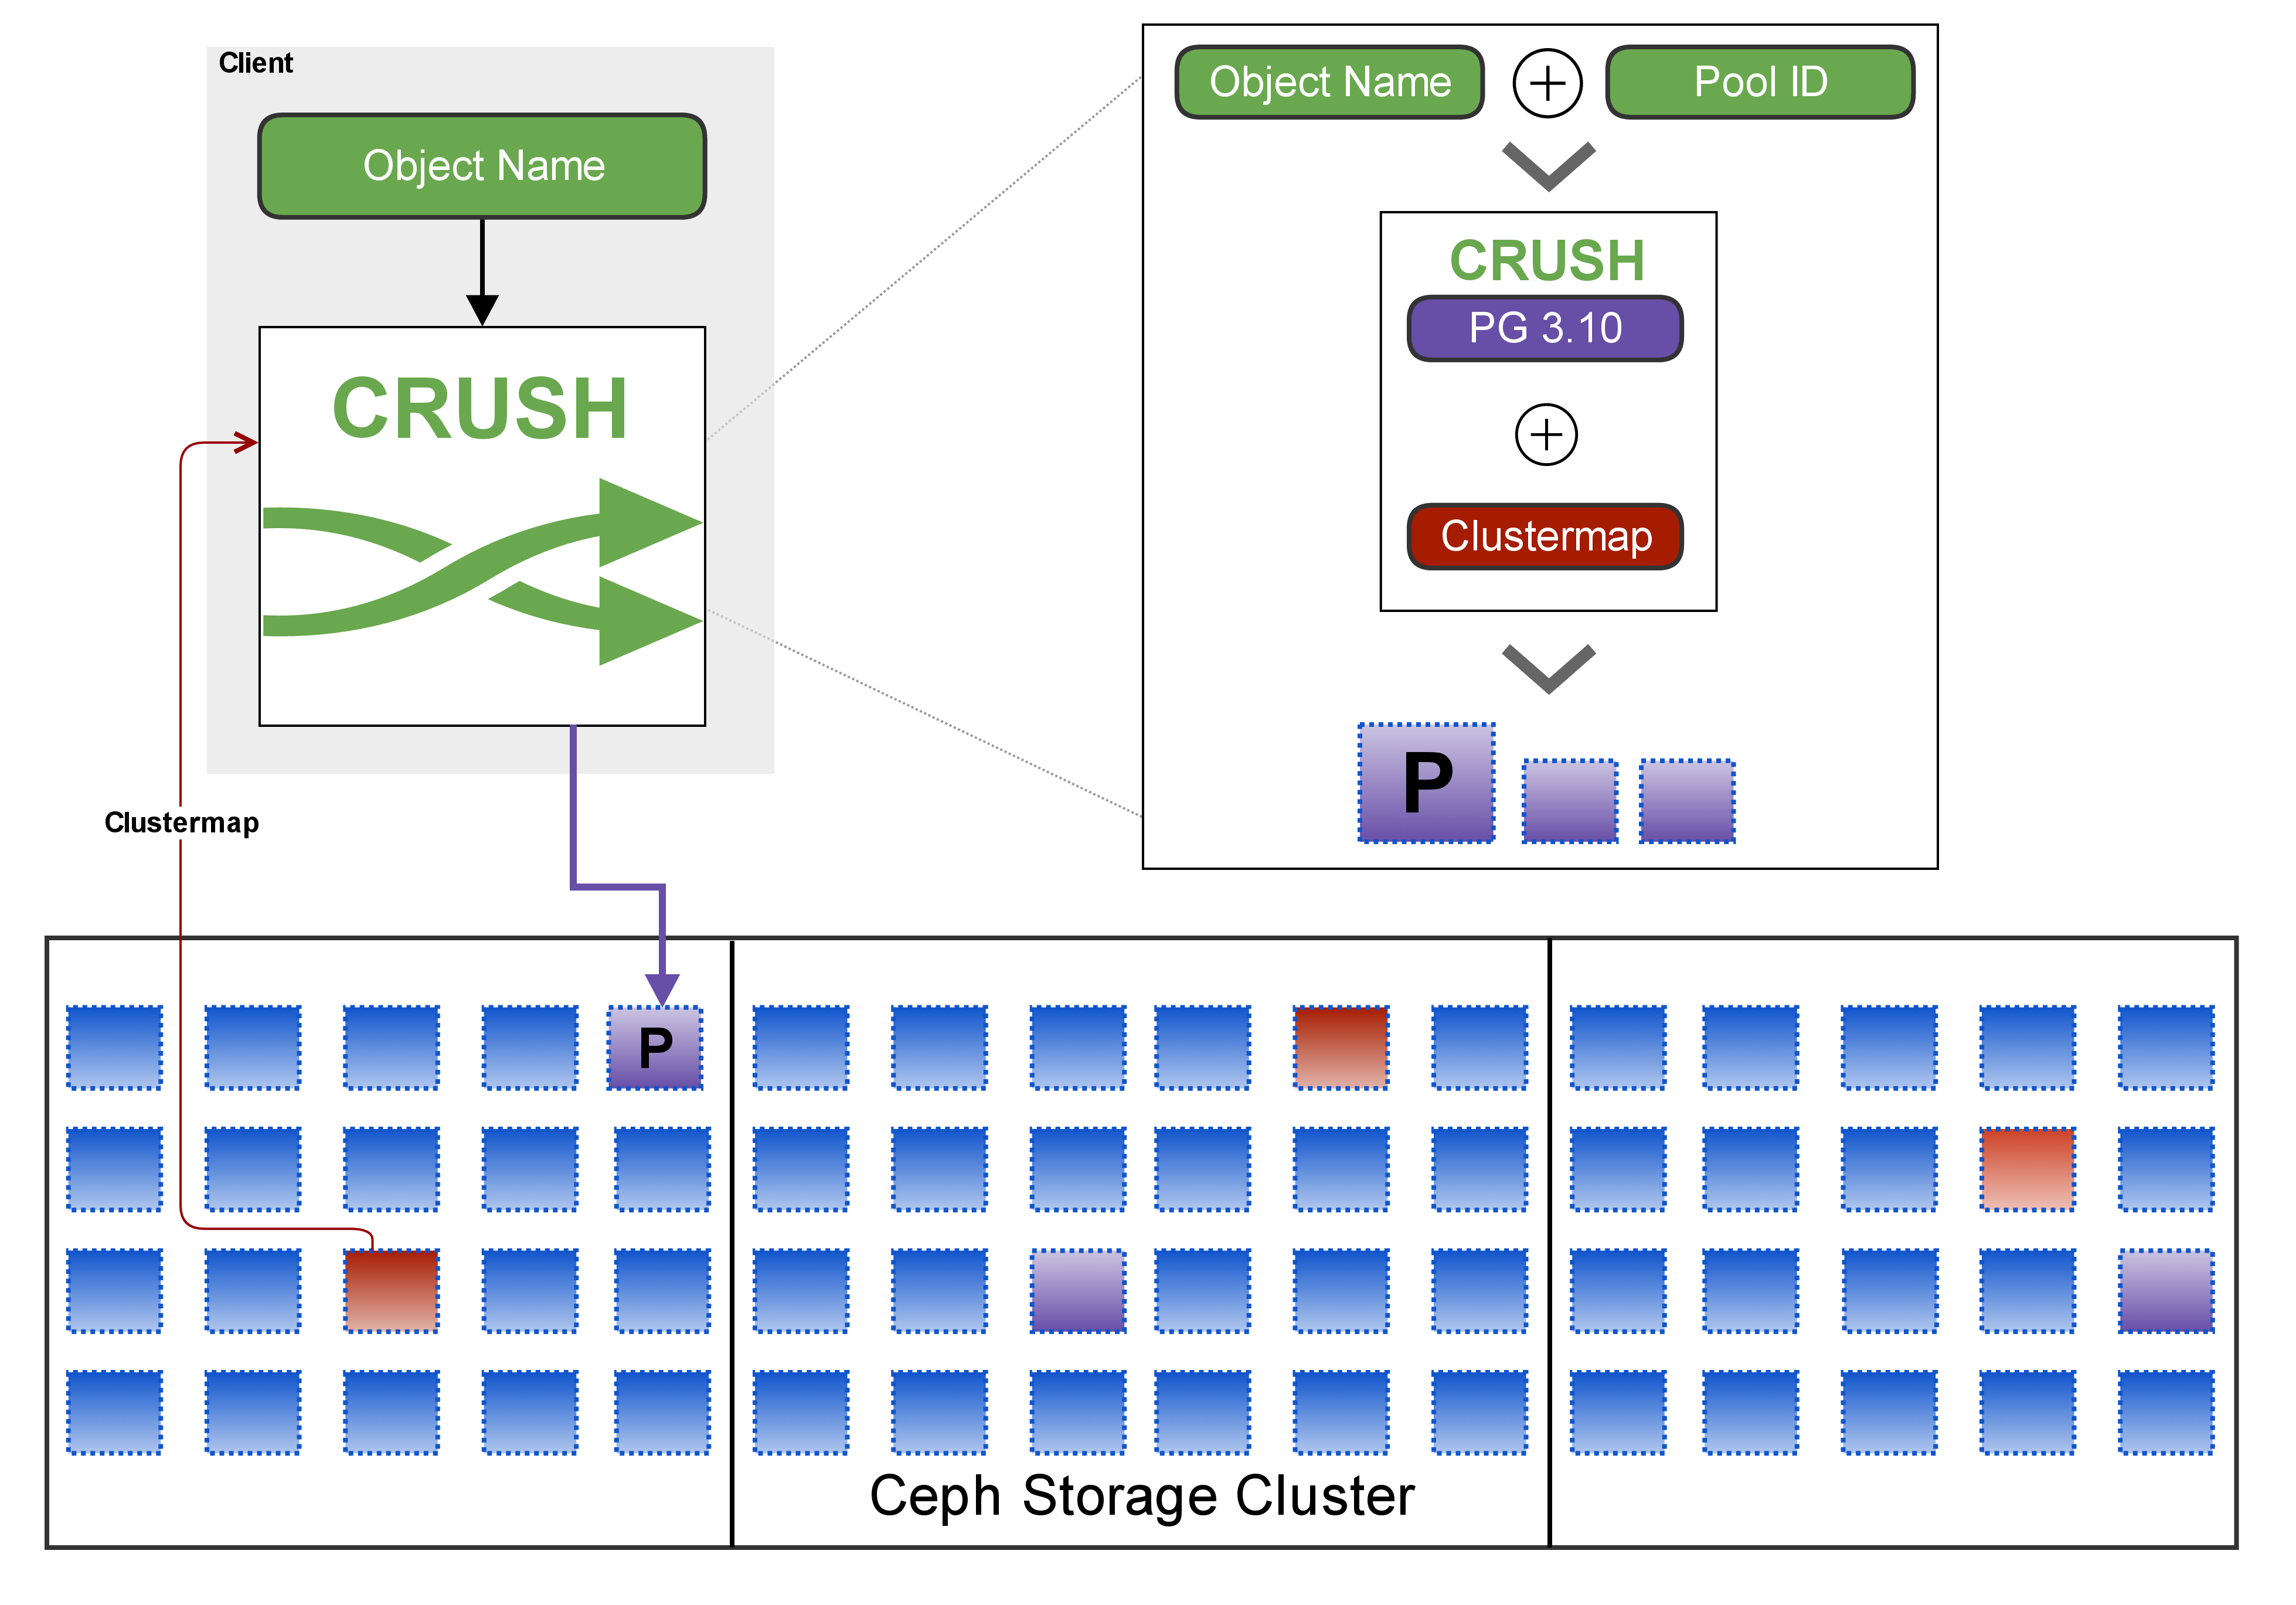 Client
Object Name
CRUSH
Clustermap
Object Name
Pool ID
CRUSH
PG 3.10
Clustermap
P
P
Ceph Storage Cluster